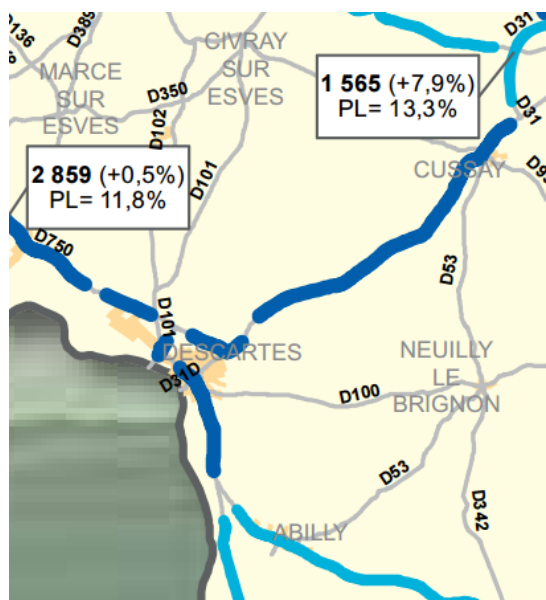 D136
D389
D31
CIVRAY
SUR
ESVES
MARCE
SUR
ESVES
D350
D102
1 565 (+7,9%)
PL= 13,3%
D31
D101
CUSSAY
2 859 (+0,5%)
PL= 11,8%
D750
D53
D101
DESCARTES
D31D
NEUILLY
LE
BRIGNON
D100
D53
D342
ABILLY